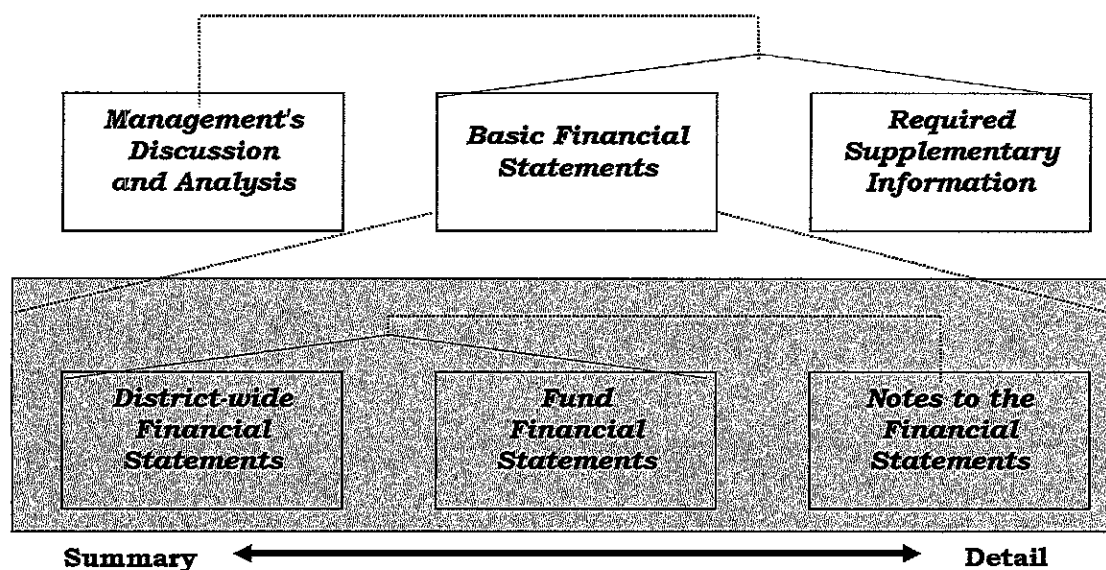 Management's
Discussion
and Analysis
Basic Financial
Statements
Required
Supplementary
Information
District-wide
Financial
Statements
Fund
Financial
Statements
Notes to the
Financial
Statements
Summary
Detail